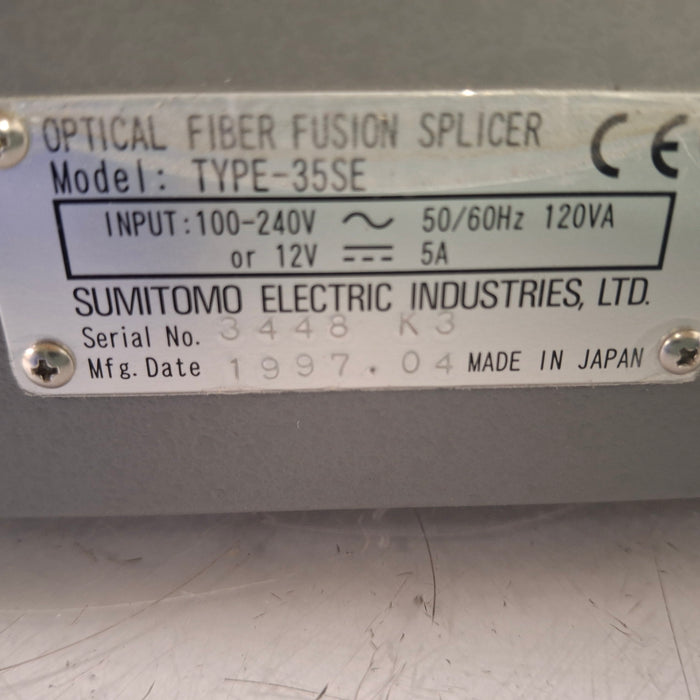 OPTICAL FIBER FUSION SPLICER CE
Model: TYPE-35SE
INPUT:100-240V ～ 50/60Hz 120VA
or 12V ⎓ 5A
SUMITOMO ELECTRIC INDUSTRIES, LTD.
Serial No. 3448 K3
Mfg. Date 1997.04 MADE IN JAPAN